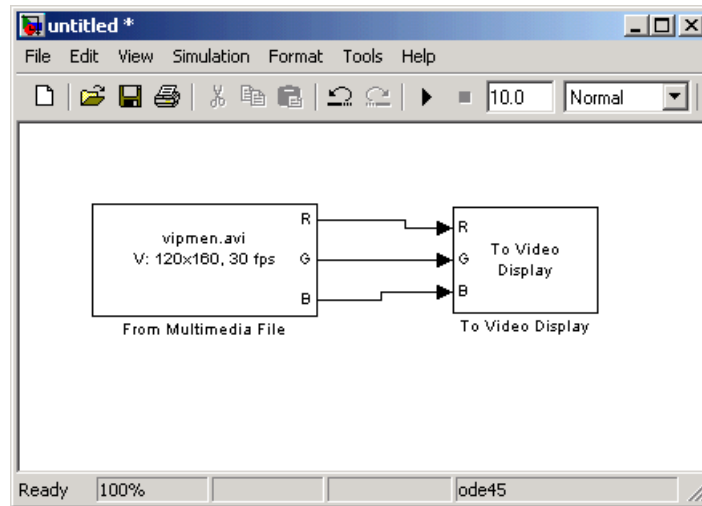 untitled *
File Edit View Simulation Format Tools Help
10.0 Normal
vipmen.avi
V: 120x160, 30 fps
R
G
B
From Multimedia File
R
G
B
To Video
Display
To Video Display
Ready 100% ode45